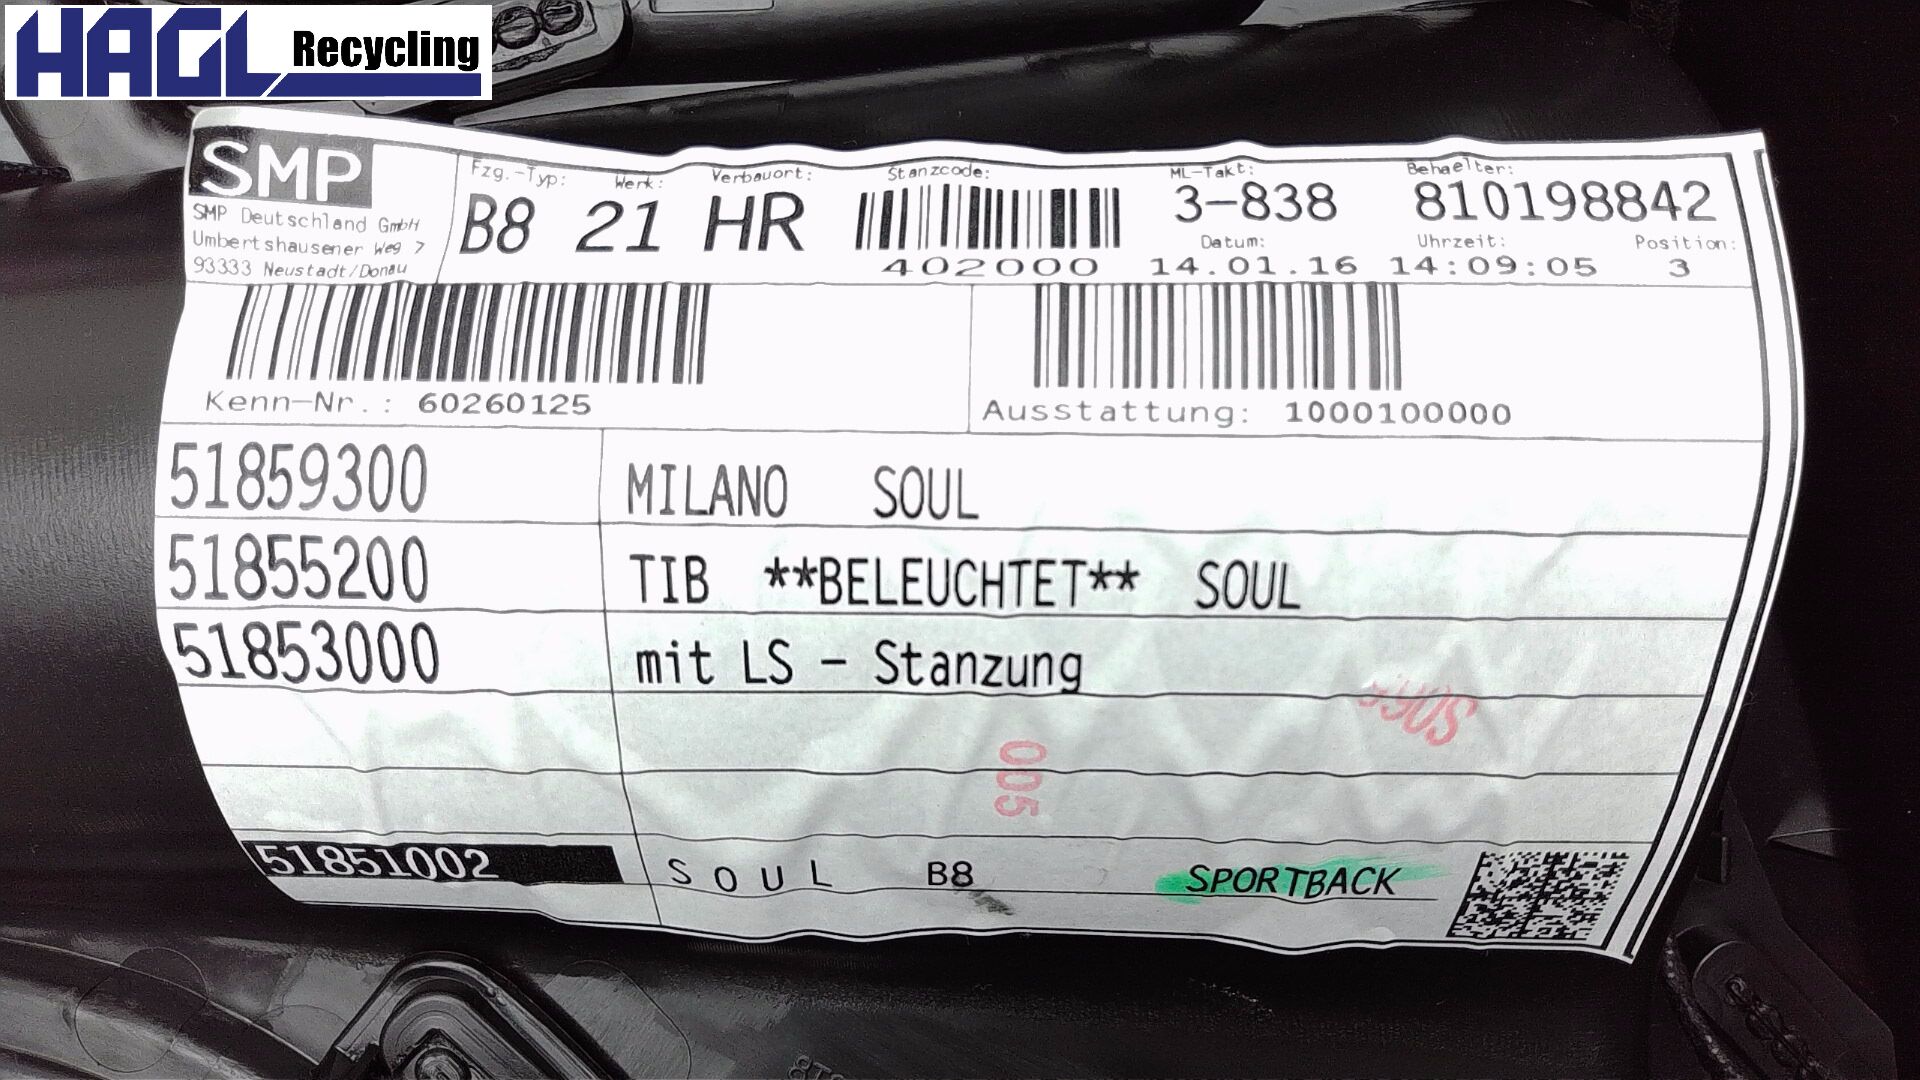 HAGL Recycling
SMP
SMP Deutschland GmbH
Umbertshausener Weg 7
93333 Neustadt/Donau
Fzg.-Typ: Werk: Verbauort: Stanzcode: ML-Takt: Behaelter:
B8 21 HR 3-838 810198842
Datum: Uhrzeit: Position:
402000 14.01.16 14:09:05 3
Kenn-Nr.: 60260125
Ausstattung: 1000100000
51859300 MILANO SOUL
51855200 TIB **BELEUCHTET** SOUL
51853000 mit LS - Stanzung
005
51851002 SOUL B8 SPORTBACK